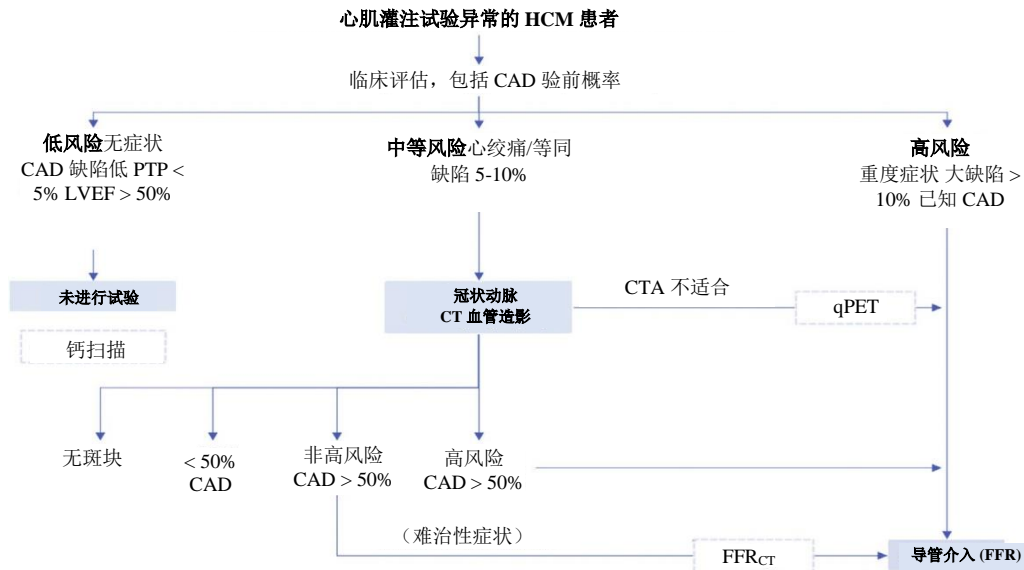 心肌灌注试验异常的 HCM 患者
临床评估，包括 CAD 验前概率
低风险无症状
CAD 缺陷低 PTP <
5% LVEF > 50%
中等风险心绞痛/等同
缺陷 5-10%
高风险
重度症状 大缺陷 >
10% 已知 CAD
未进行试验
钙扫描
冠状动脉
CT 血管造影
CTA 不适合
qPET
无斑块
< 50%
CAD
非高风险
CAD > 50%
高风险
CAD > 50%
（难治性症状）
FFRCT
导管介入 (FFR)